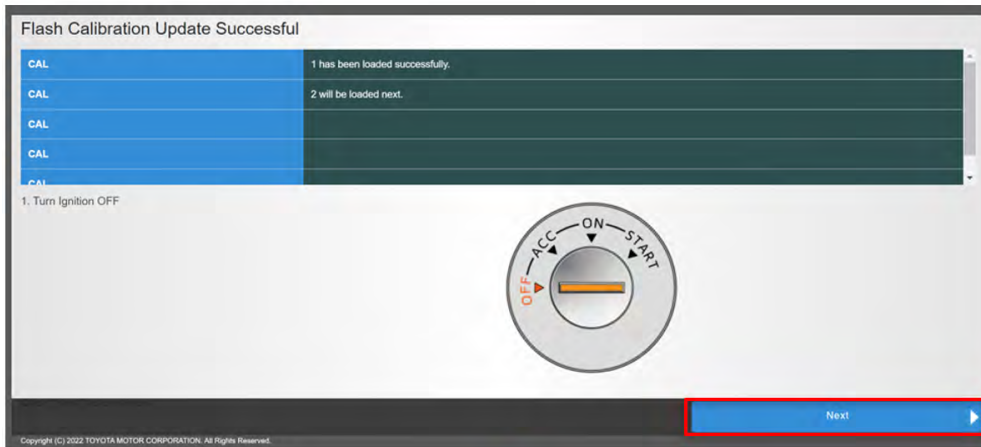 Flash Calibration Update Successful
CAL 1 has been loaded successfully.
CAL 2 will be loaded next.
CAL
CAL
CAL
1. Turn Ignition OFF
OFF ACC ON START
Next
Copyright (C) 2022 TOYOTA MOTOR CORPORATION. All Rights Reserved.